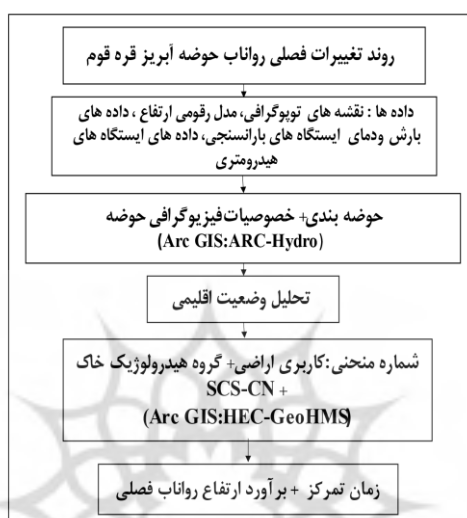 روند تغییرات فصلی رواناب حوضه آبریز قره قوم
داده ها : نقشه های توپوگرافی، مدل رقومی ارتفاع ، داده های
بارش ودمای ایستگاه های بارانسنجی، داده های ایستگاه های
هیدرومتری
حوضه بندی+ خصوصیات فیزیوگرافی حوضه
(Arc GIS:ARC-Hydro)
تحلیل وضعیت اقلیمی
شماره منحنی:کاربری اراضی+ گروه هیدرولوژیک خاک
SCS-CN +
(Arc GIS:HEC-GeoHMS)
زمان تمرکز + برآورد ارتفاع رواناب فصلی